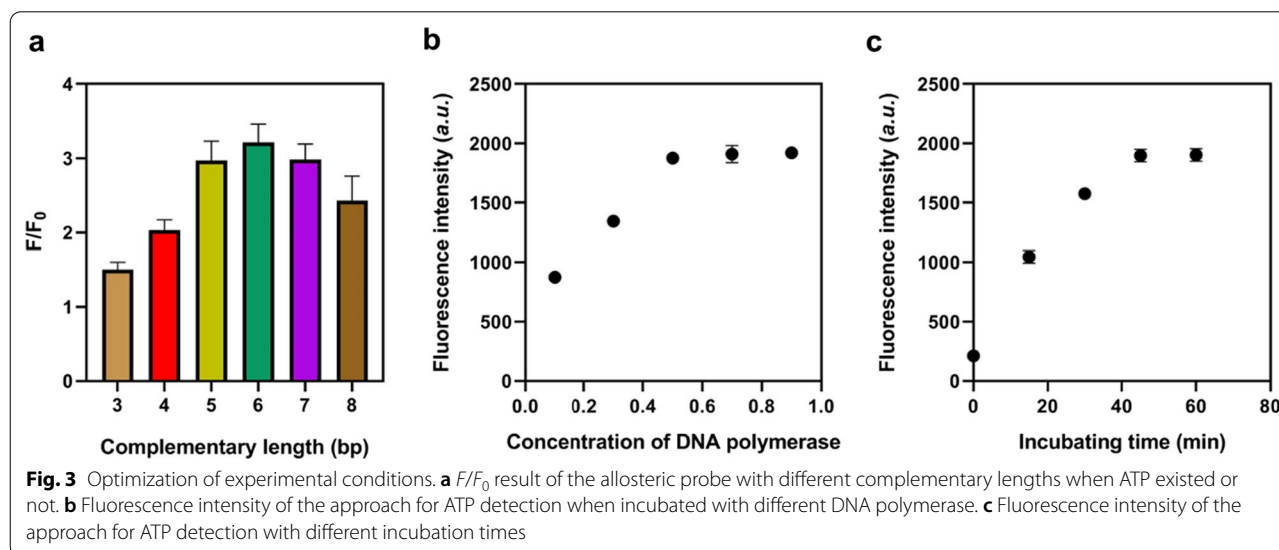 a
F/F0
4
3
2
1
0
3 4 5 6 7 8
Complementary length (bp)
b
Fluorescence intensity (a.u.)
2500
2000
1500
1000
500
0
0.0 0.2 0.4 0.6 0.8 1.0
Concentration of DNA polymerase
c
Fluorescence intensity (a.u.)
2500
2000
1500
1000
500
0
0 20 40 60 80
Incubating time (min)
Fig. 3 Optimization of experimental conditions. a F/F0 result of the allosteric probe with different complementary lengths when ATP existed or
not. b Fluorescence intensity of the approach for ATP detection when incubated with different DNA polymerase. c Fluorescence intensity of the
approach for ATP detection with different incubation times